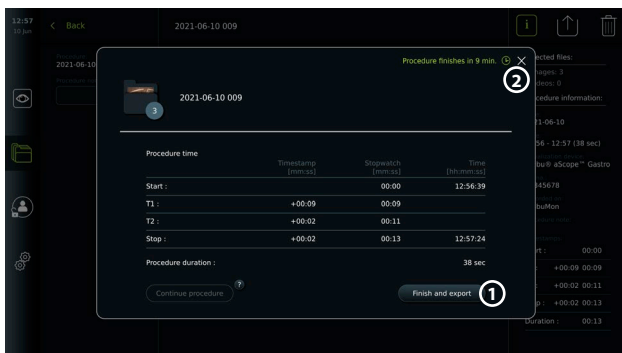 12:57
10 Jun
Back
2021-06-10 009
i
Procedure finishes in 9 min.
2
2021-06-10
3
2021-06-10 009
Procedure time
Timestamp [mm:ss]
Stopwatch [mm:ss]
Time [hh:mm:ss]
Start : 00:00 12:56:39
T1 : +00:09 00:09
T2 : +00:02 00:11
Stop : +00:02 00:13 12:57:24
Procedure duration : 38 sec
Continue procedure
?
Finish and export
1
ected files:
ages: 3
deos: 0
cedure information:
21-06-10
56 - 12:57 (38 sec)
bu® aScope™ Gastro
345678
buMon
rt : 00:00
: +00:09 00:09
: +00:02 00:11
p : +00:02 00:13
Duration : 00:13